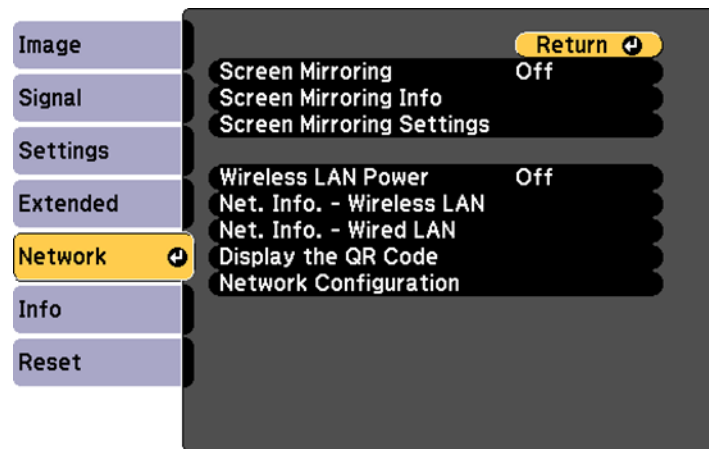 Image
Signal
Settings
Extended
Network
Info
Reset
Return
Screen Mirroring Off
Screen Mirroring Info
Screen Mirroring Settings
Wireless LAN Power Off
Net. Info. - Wireless LAN
Net. Info. - Wired LAN
Display the QR Code
Network Configuration